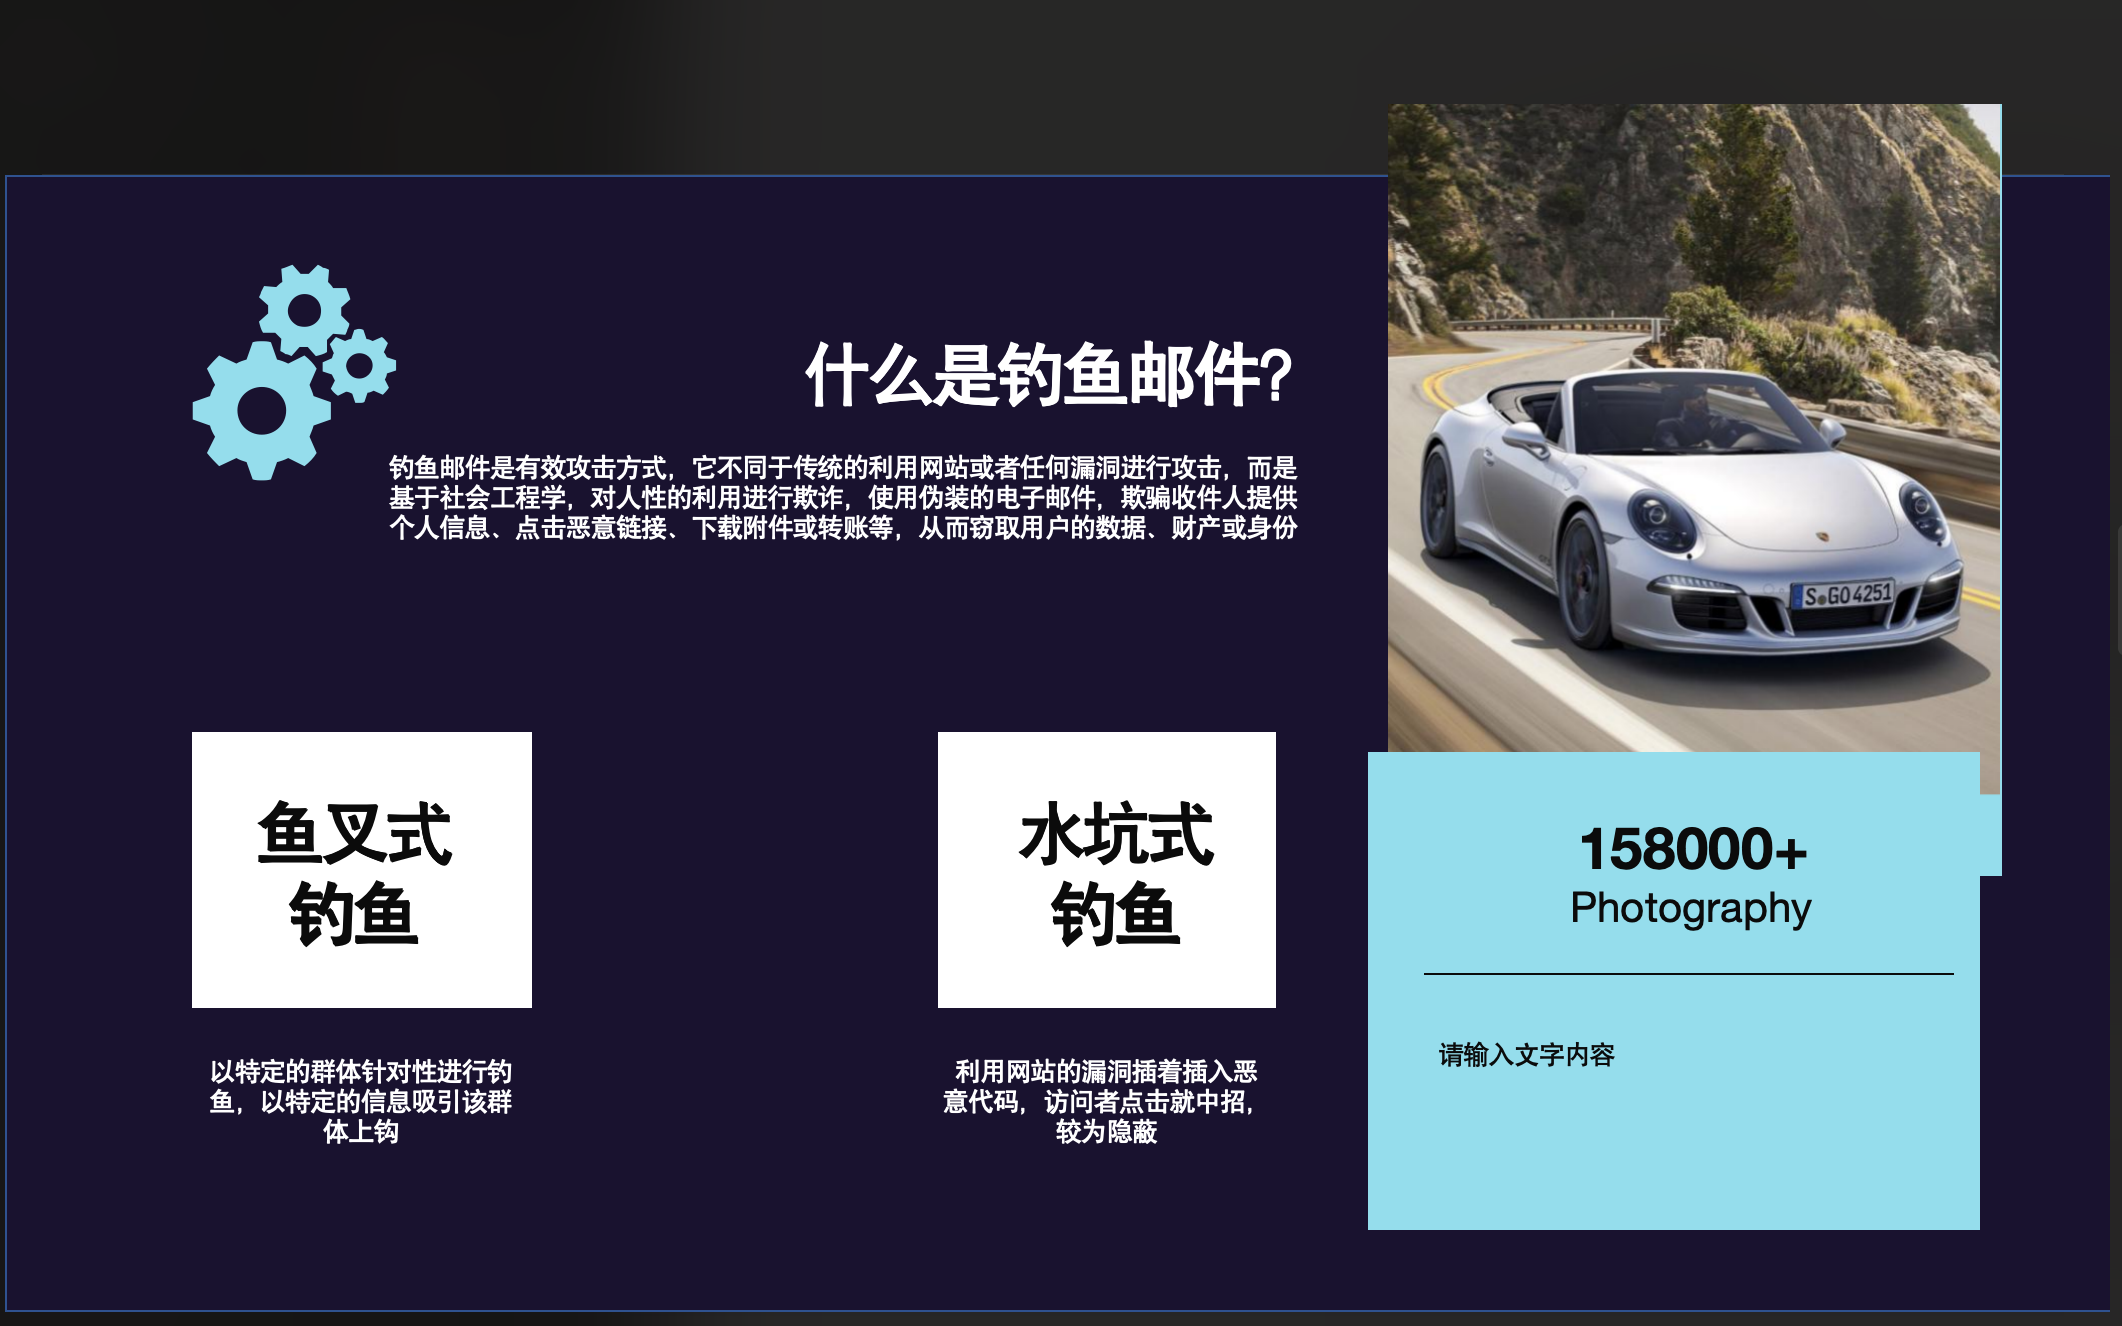 什么是钓鱼邮件?
钓鱼邮件是有效攻击方式，它不同于传统的利用网站或者任何漏洞进行攻击，而是
基于社会工程学，对人性的利用进行欺诈，使用伪装的电子邮件，欺骗收件人提供
个人信息、点击恶意链接、下载附件或转账等，从而窃取用户的数据、财产或身份
鱼叉式
钓鱼
以特定的群体针对性进行钓
鱼，以特定的信息吸引该群
体上钩
水坑式
钓鱼
利用网站的漏洞插着插入恶
意代码，访问者点击就中招，
较为隐蔽
S GO 4251
158000+
Photography
请输入文字内容